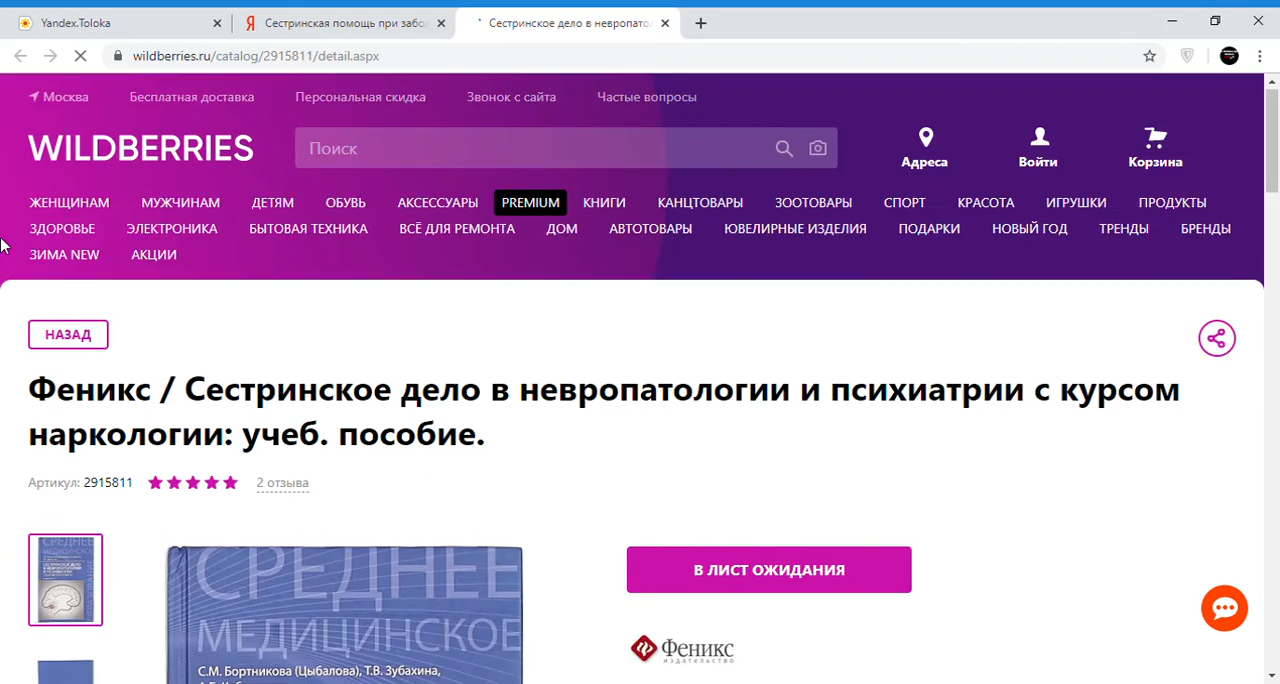 Yandex.Toloka
Сестринская помощь при забо
Сестринское дело в невропато
wildberries.ru/catalog/2915811/detail.aspx
Москва Бесплатная доставка Персональная скидка Звонок с сайта Частые вопросы
WILDBERRIES
Поиск
Адреса Войти Корзина
ЖЕНЩИНАМ МУЖЧИНАМ ДЕТЯМ ОБУВЬ АКСЕССУАРЫ PREMIUM КНИГИ КАНЦТОВАРЫ ЗООТОВАРЫ СПОРТ КРАСОТА ИГРУШКИ ПРОДУКТЫ
ЗДОРОВЬЕ ЭЛЕКТРОНИКА БЫТОВАЯ ТЕХНИКА ВСЁ ДЛЯ РЕМОНТА ДОМ АВТОТОВАРЫ ЮВЕЛИРНЫЕ ИЗДЕЛИЯ ПОДАРКИ НОВЫЙ ГОД ТРЕНДЫ БРЕНДЫ
ЗИМА NEW АКЦИИ
НАЗАД
Феникс / Сестринское дело в невропатологии и психиатрии с курсом
наркологии: учеб. пособие.
Артикул: 2915811 2 отзыва
СРЕДНЕЕ
МЕДИЦИНСКОЕ
С.М. Бортникова (Цыбалова), Т.В. Зубахина,
В ЛИСТ ОЖИДАНИЯ
Феникс
ИЗДАТЕЛЬСТВО